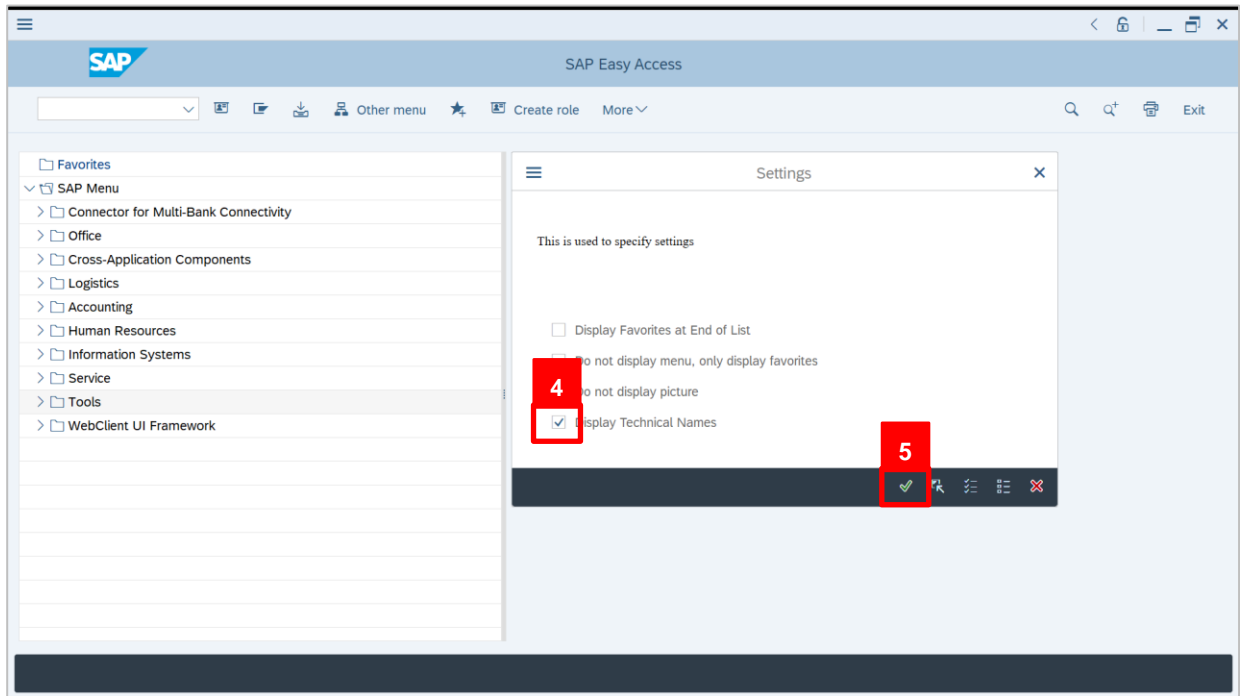 SAP
SAP Easy Access
Other menu
Create role
More
Exit
Favorites
SAP Menu
Connector for Multi-Bank Connectivity
Office
Cross-Application Components
Logistics
Accounting
Human Resources
Information Systems
Service
Tools
WebClient UI Framework
Settings
This is used to specify settings
Display Favorites at End of List
Do not display menu, only display favorites
4
Do not display picture
Display Technical Names
5